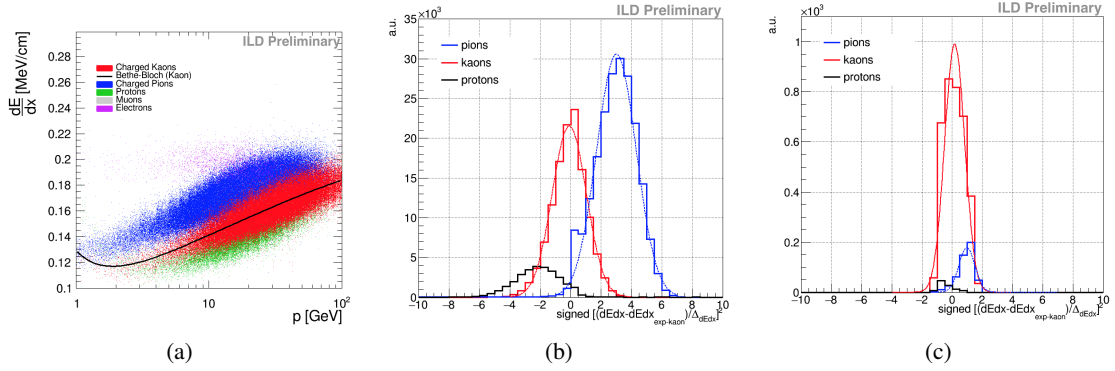 ILD Preliminary
dE/dx [MeV/cm]
0.28
0.26
0.24
0.22
0.2
0.18
0.16
0.14
0.12
0.1
Charged Kaons
Bethe-Bloch (Kaon)
Charged Pions
Protons
Muons
Electrons
1 10 10²
p [GeV]
(a)
ILD Preliminary
×10³
a.u.
35
30
25
20
15
10
5
0
pions
kaons
protons
−10 −8 −6 −4 −2 0 2 4 6 8 10
signed [(dEdx-dEdx_exp-kaon)/Δ_dEdx]²
(b)
ILD Preliminary
×10³
a.u.
1
0.8
0.6
0.4
0.2
0
pions
kaons
protons
−10 −8 −6 −4 −2 0 2 4 6 8 10
signed [(dEdx-dEdx_exp-kaon)/Δ_dEdx]²
(c)